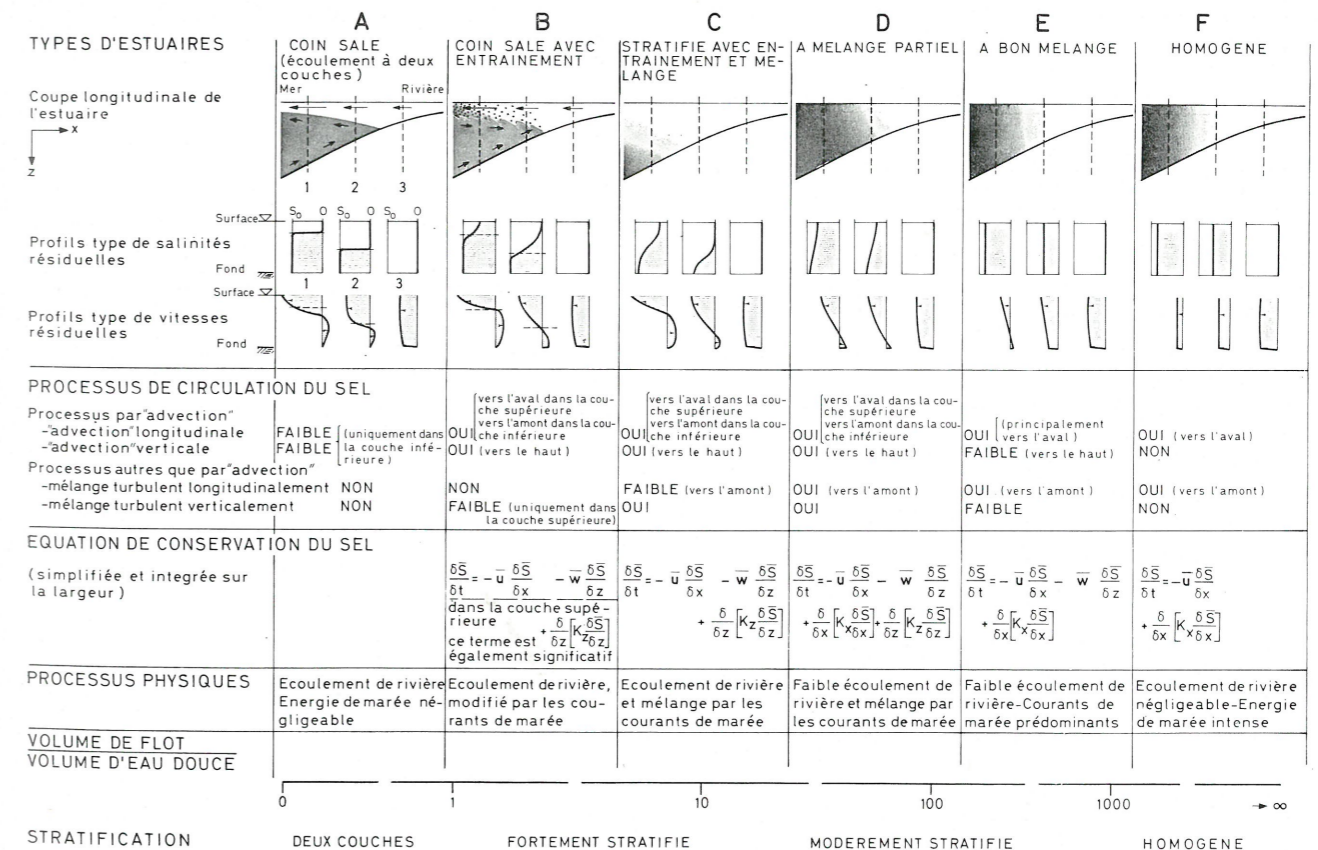 A B C D E F
TYPES D'ESTUAIRES
COIN SALE
(écoulement à deux
couches)
COIN SALE AVEC
ENTRAINEMENT
STRATIFIE AVEC EN-
TRAINEMENT ET ME-
LANGE
A MELANGE PARTIEL
A BON MELANGE
HOMOGENE
Mer Rivière
Coupe longitudinale de
l'estuaire
x
z
1 2 3
Surface
S₀ 0 S₀ 0 S₀ 0
Profils type de salinités
résiduelles
Fond
1 2 3
Surface
Profils type de vitesses
résiduelles
Fond
PROCESSUS DE CIRCULATION DU SEL
Processus par"advection"
-"advection"longitudinale
-"advection"verticale
Processus autres que par"advection"
-mélange turbulent longitudinalement
-mélange turbulent verticalement
FAIBLE (uniquement dans
FAIBLE la couche infé-
rieure)
NON
NON
vers l'aval dans la cou-
che supérieure
vers l'amont dans la cou-
OUI che inférieure
OUI (vers le haut)
NON
FAIBLE (uniquement dans
la couche supérieure)
vers l'aval dans la cou-
che supérieure
vers l'amont dans la cou-
OUI che inférieure
OUI (vers le haut)
FAIBLE (vers l'amont)
OUI
vers l'aval dans la cou-
che supérieure
vers l'amont dans la cou-
OUI che inférieure
OUI (vers le haut)
OUI (vers l'amont)
OUI
(principalement
OUI vers l'aval)
FAIBLE (vers le haut)
OUI (vers l'amont)
FAIBLE
OUI (vers l'aval)
NON
OUI (vers l'amont)
NON
EQUATION DE CONSERVATION DU SEL
(simplifiée et integrée sur
la largeur)
δS̅/δt = - u̅ δS̅/δx - w̅ δS̅/δz
dans la couche supé-
rieure
ce terme est + δ/δz [Kz δS̅/δz]
également significatif
δS̅/δt = - u̅ δS̅/δx - w̅ δS̅/δz
+ δ/δz [Kz δS̅/δz]
δS̅/δt = - u̅ δS̅/δx - w̅ δS̅/δz
+ δ/δx [Kx δS̅/δx] + δ/δz [Kz δS̅/δz]
δS̅/δt = - u̅ δS̅/δx - w̅ δS̅/δz
+ δ/δx [Kx δS̅/δx]
δS̅/δt = - u̅ δS̅/δx
+ δ/δx [Kx δS̅/δx]
PROCESSUS PHYSIQUES
Ecoulement de rivière
Energie de marée né-
gligeable
Ecoulement de rivière,
modifié par les cou-
rants de marée
Ecoulement de rivière
et mélange par les
courants de marée
Faible écoulement de
rivière et mélange par
les courants de marée
Faible écoulement de
rivière-Courants de
marée prédominants
Ecoulement de rivière
négligeable-Energie
de marée intense
VOLUME DE FLOT
VOLUME D'EAU DOUCE
0 1 10 100 1000 → ∞
STRATIFICATION DEUX COUCHES FORTEMENT STRATIFIE MODEREMENT STRATIFIE HOMOGENE